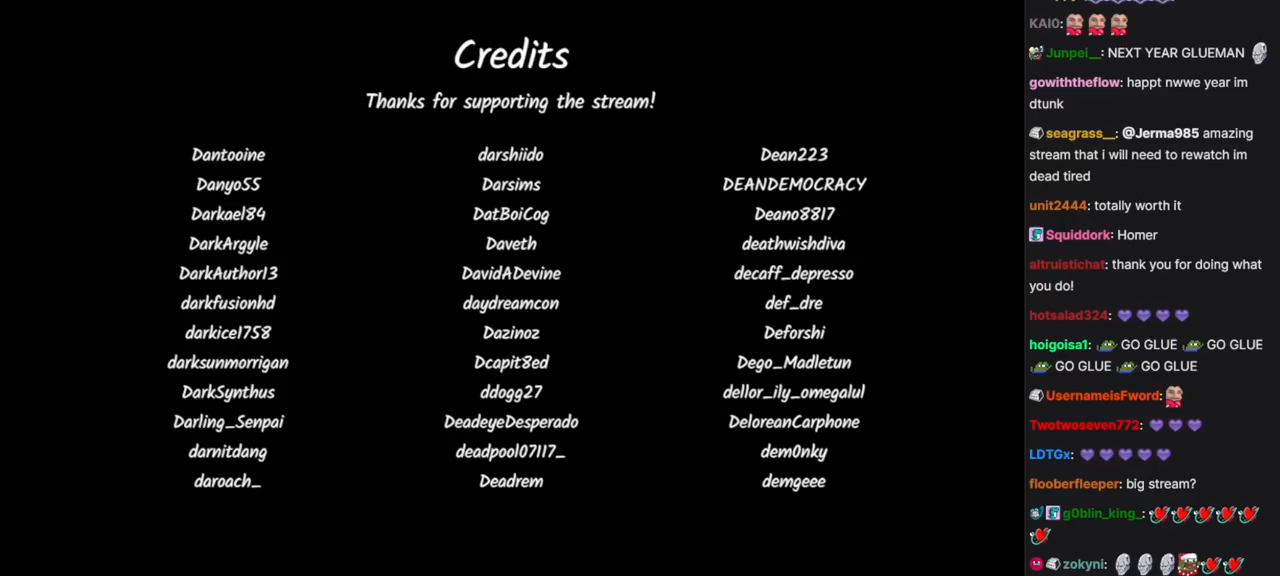 Credits
Thanks for supporting the stream!
Dantooine
Danyo55
Darkael84
DarkArgyle
DarkAuthor13
darkfusionhd
darkice1758
darksunmorrigan
DarkSynthus
Darling_Senpai
darnitdang
daroach_
darshiido
Darsims
DatBoiCog
Daveth
DavidADevine
daydreamcon
Dazinoz
Dcapit8ed
ddogg27
DeadeyeDesperado
deadpool07117_
Deadrem
Dean223
DEANDEMOCRACY
Deano8817
deathwishdiva
decaff_depresso
def_dre
Deforshi
Dego_Madletun
dellor_ily_omegalul
DeloreanCarphone
dem0nky
demgeee
KAI0:
Junpei__: NEXT YEAR GLUEMAN
gowiththeflow: happt nwwe year im
dtunk
seagrass__: @Jerma985 amazing
stream that i will need to rewatch im
dead tired
unit2444: totally worth it
Squiddork: Homer
altruistichat: thank you for doing what
you do!
hotsalad324:
hoigoisa1: GO GLUE GO GLUE
GO GLUE GO GLUE
UsernameisFword:
Twotwoseven772:
LDTGx:
flooberfleeper: big stream?
g0blin_king_:
zokyni: